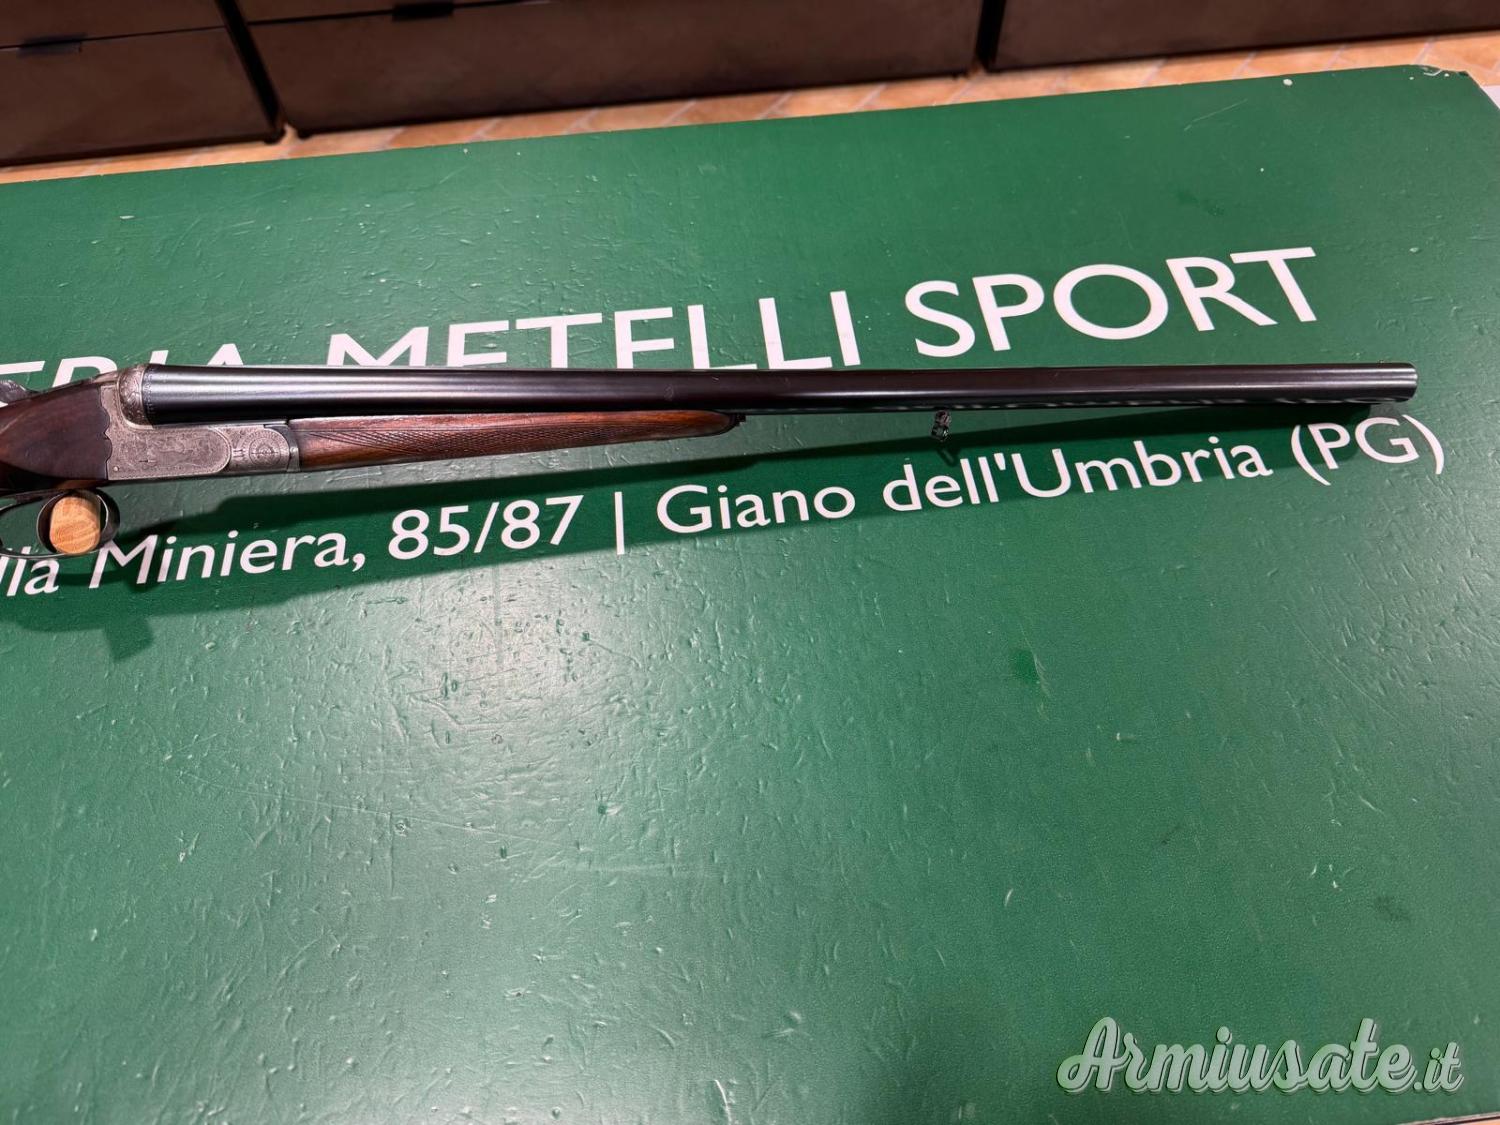 METELLI SPORT
Miniera, 85/87 | Giano dell'Umbria (PG)
Armiusate.it